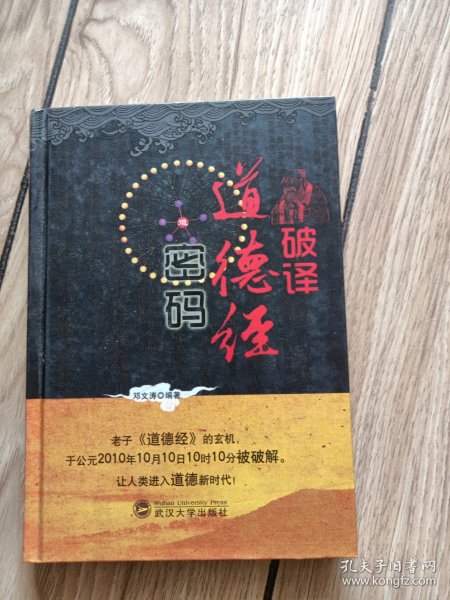 破译
道德经
密码
道
邓文涛◎编著
老子《道德经》的玄机，
于公元2010年10月10日10时10分被破解。
让人类进入道德新时代！
Wuhan University Press
武汉大学出版社
孔夫子旧书网
www.kongfz.com